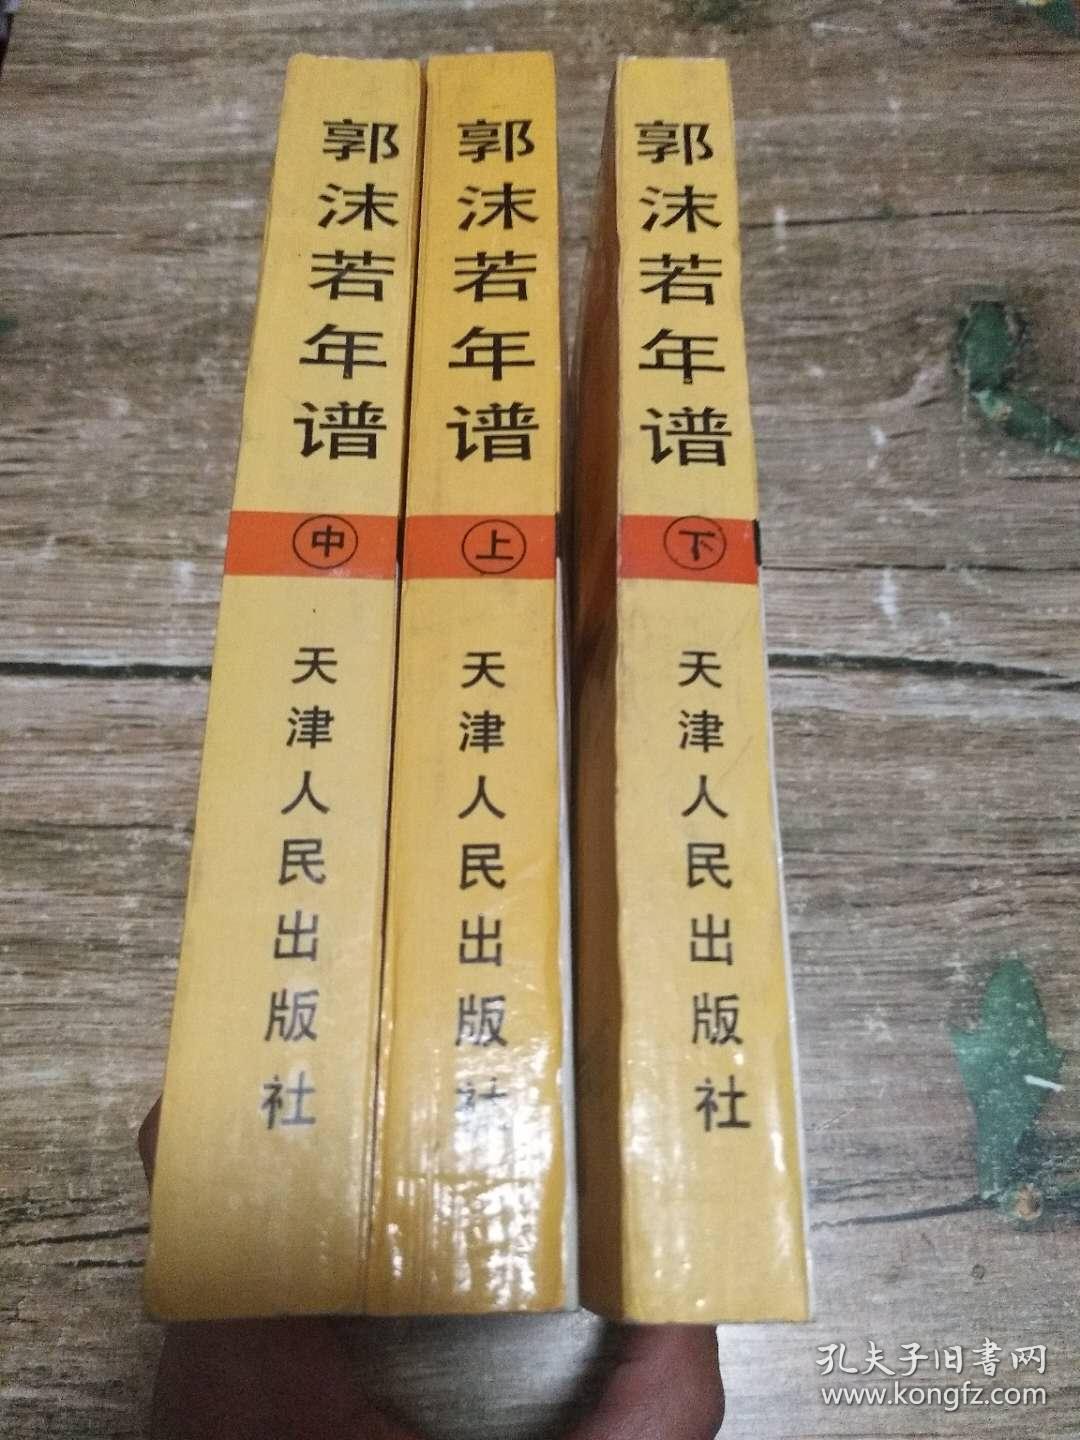 郭沫若年谱
中
天津人民出版社
郭沫若年谱
上
天津人民出版社
郭沫若年谱
下
天津人民出版社
孔夫子旧書网
www.kongfz.com